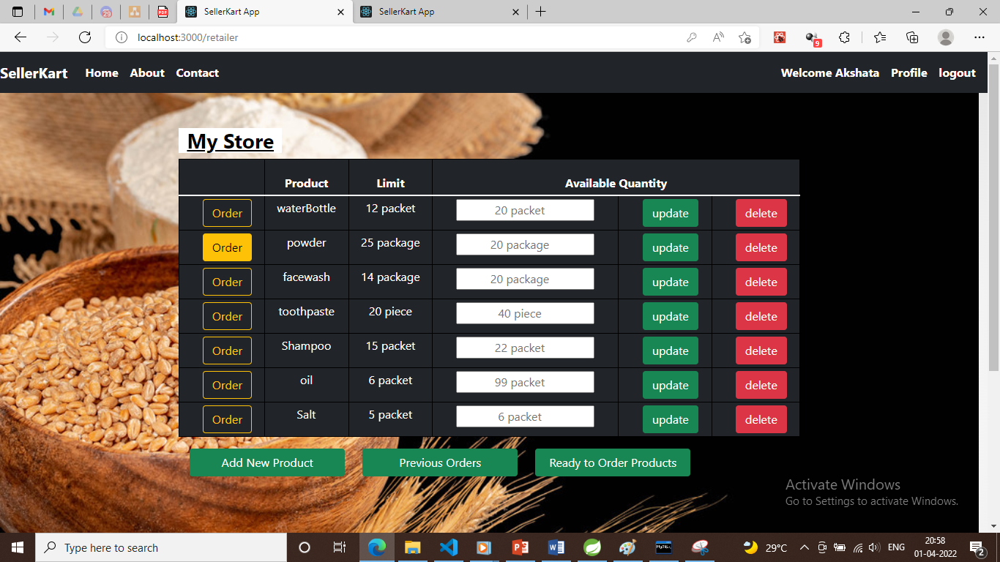 29
PDF
SellerKart App
SellerKart App
localhost:3000/retailer
9
SellerKart Home About Contact Welcome Akshata Profile logout
My Store
Product Limit Available Quantity
Order waterBottle 12 packet 20 packet update delete
Order powder 25 package 20 package update delete
Order facewash 14 package 20 package update delete
Order toothpaste 20 piece 40 piece update delete
Order Shampoo 15 packet 22 packet update delete
Order oil 6 packet 99 packet update delete
Order Salt 5 packet 6 packet update delete
Add New Product Previous Orders Ready to Order Products
Activate Windows
Go to Settings to activate Windows.
Type here to search
29°C
ENG
20:58
01-04-2022
2